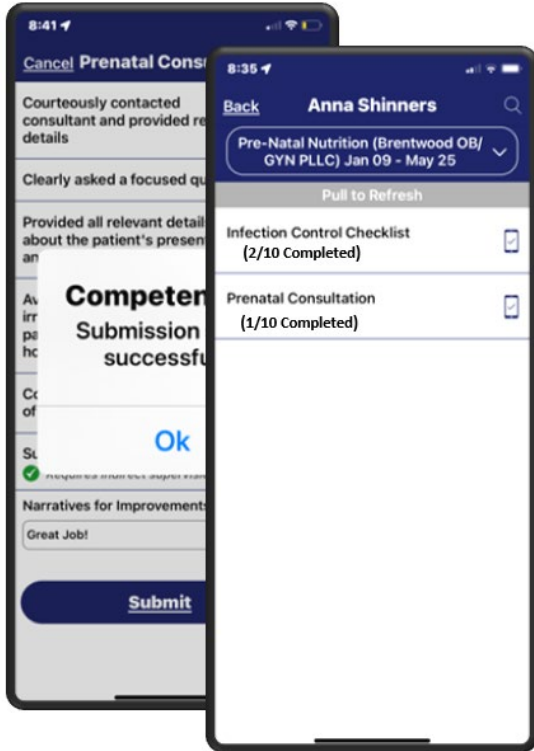 8:41
Cancel Prenatal Cons
Courteously contacted
consultant and provided re
details
Clearly asked a focused qu
Provided all relevant detail
about the patient's presen
an
Av
irr
pa
ho
Co
of
Su
Requires indirect supervis
Competen
Submission
successfu
Ok
Narratives for Improvement
Great Job!
Submit
8:35
Back Anna Shinners
Pre-Natal Nutrition (Brentwood OB/
GYN PLLC) Jan 09 - May 25
Pull to Refresh
Infection Control Checklist
(2/10 Completed)
Prenatal Consultation
(1/10 Completed)